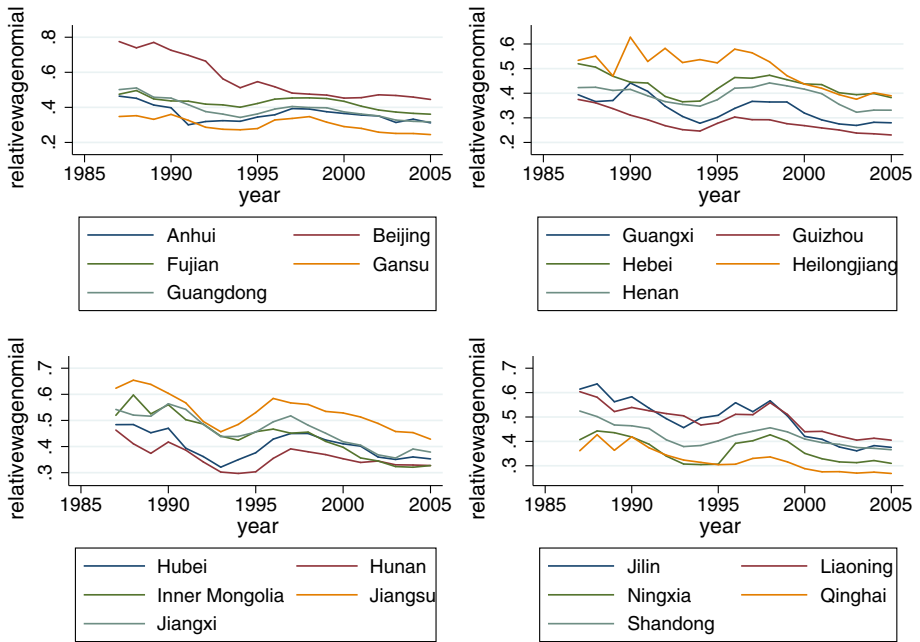 relativewagenomial
.8
.6
.4
.2
1985 1990 1995 2000 2005
year
Anhui Beijing
Fujian Gansu
Guangdong
relativewagenomial
.6
.5
.4
.3
.2
1985 1990 1995 2000 2005
year
Guangxi Guizhou
Hebei Heilongjiang
Henan
relativewagenomial
.7
.6
.5
.4
.3
1985 1990 1995 2000 2005
year
Hubei Hunan
Inner Mongolia Jiangsu
Jiangxi
relativewagenomial
.7
.6
.5
.4
.3
1985 1990 1995 2000 2005
year
Jilin Liaoning
Ningxia Qinghai
Shandong